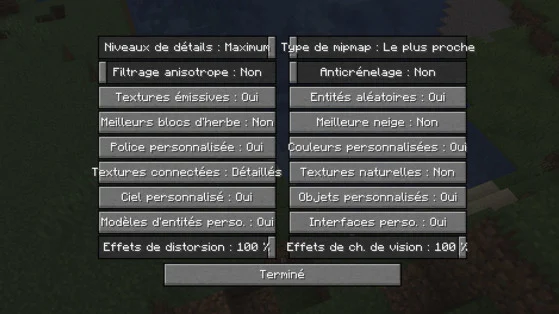 Niveaux de détails : Maximum
Type de mipmap : Le plus proche
Filtrage anisotrope : Non
Anticrénelage : Non
Textures émissives : Oui
Entités aléatoires : Oui
Meilleurs blocs d'herbe : Non
Meilleure neige : Non
Police personnalisée : Oui
Couleurs personnalisées : Oui
Textures connectées : Détaillés
Textures naturelles : Non
Ciel personnalisé : Oui
Objets personnalisés : Oui
Modèles d'entités perso. : Oui
Interfaces perso. : Oui
Effets de distorsion : 100 %
Effets de ch. de vision : 100 %
Terminé